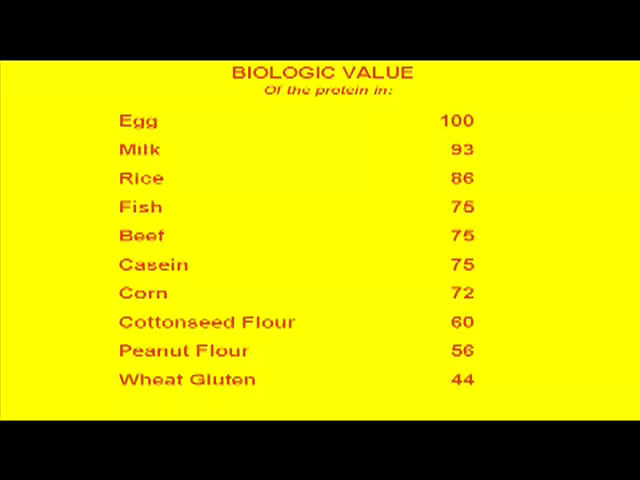 BIOLOGIC VALUE
Of the protein in:
Egg 100
Milk 93
Rice 86
Fish 75
Beef 75
Casein 75
Corn 72
Cottonseed Flour 60
Peanut Flour 56
Wheat Gluten 44